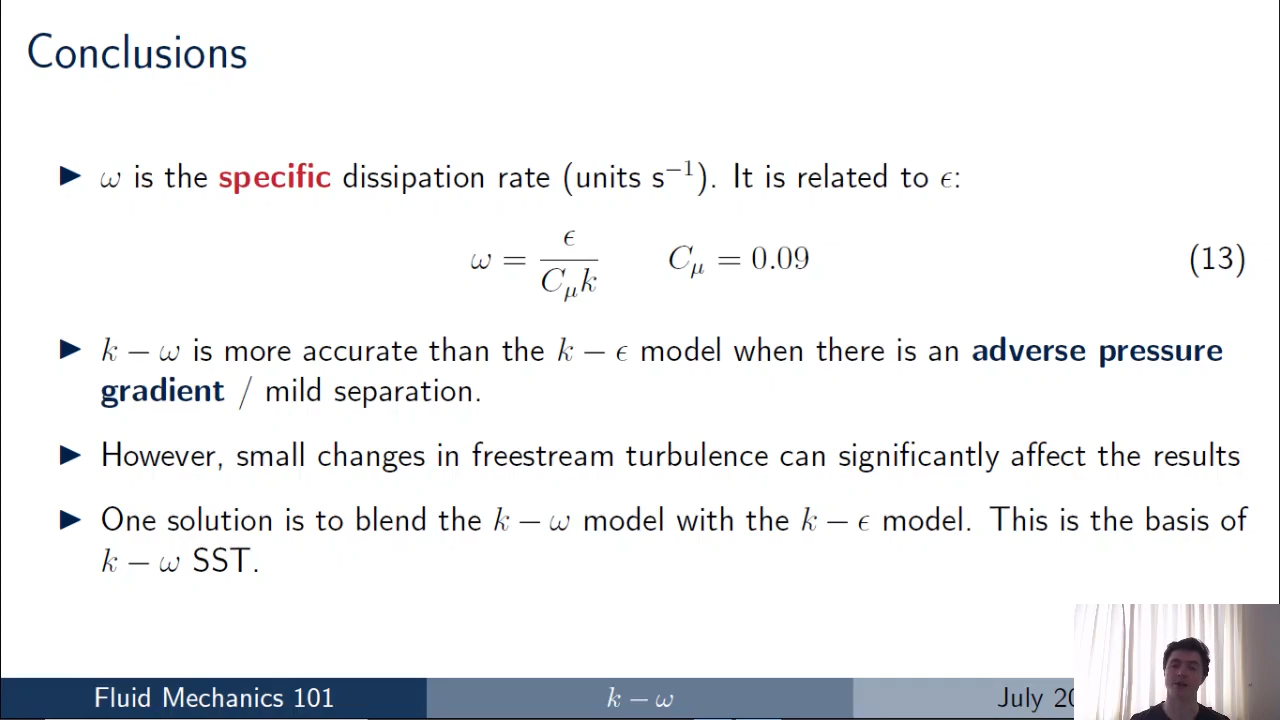 Conclusions
▶ ω is the specific dissipation rate (units s⁻¹). It is related to ϵ:
ω = ϵ / (C_μ k)    C_μ = 0.09    (13)
▶ k − ω is more accurate than the k − ϵ model when there is an adverse pressure
gradient / mild separation.
▶ However, small changes in freestream turbulence can significantly affect the results
▶ One solution is to blend the k − ω model with the k − ϵ model. This is the basis of
k − ω SST.
Fluid Mechanics 101    k − ω    July